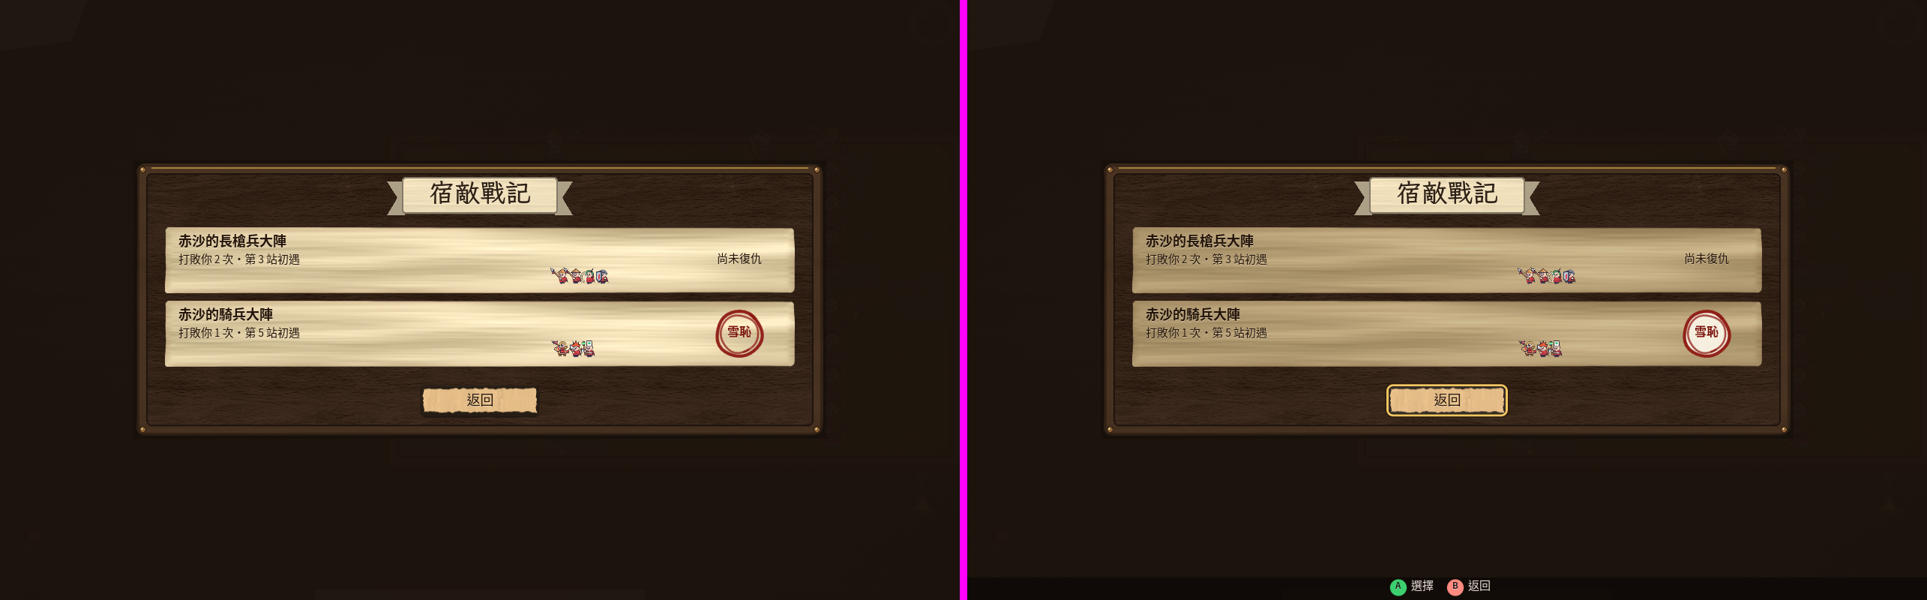 宿敵戰記
赤沙的長槍兵大陣
打敗你 2 次・第 3 站初遇
尚未復仇
赤沙的騎兵大陣
打敗你 1 次・第 5 站初遇
雪恥
返回
宿敵戰記
赤沙的長槍兵大陣
打敗你 2 次・第 3 站初遇
尚未復仇
赤沙的騎兵大陣
打敗你 1 次・第 5 站初遇
雪恥
返回
A 選擇 B 返回